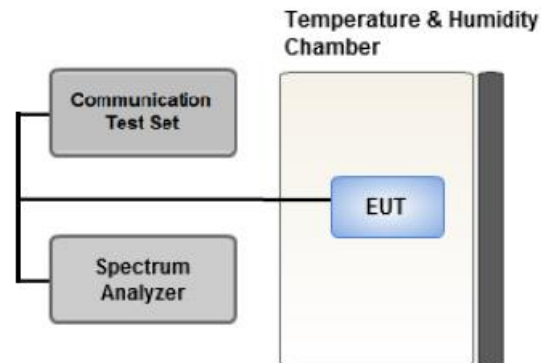 Temperature & Humidity
Chamber
Communication
Test Set
EUT
Spectrum
Analyzer